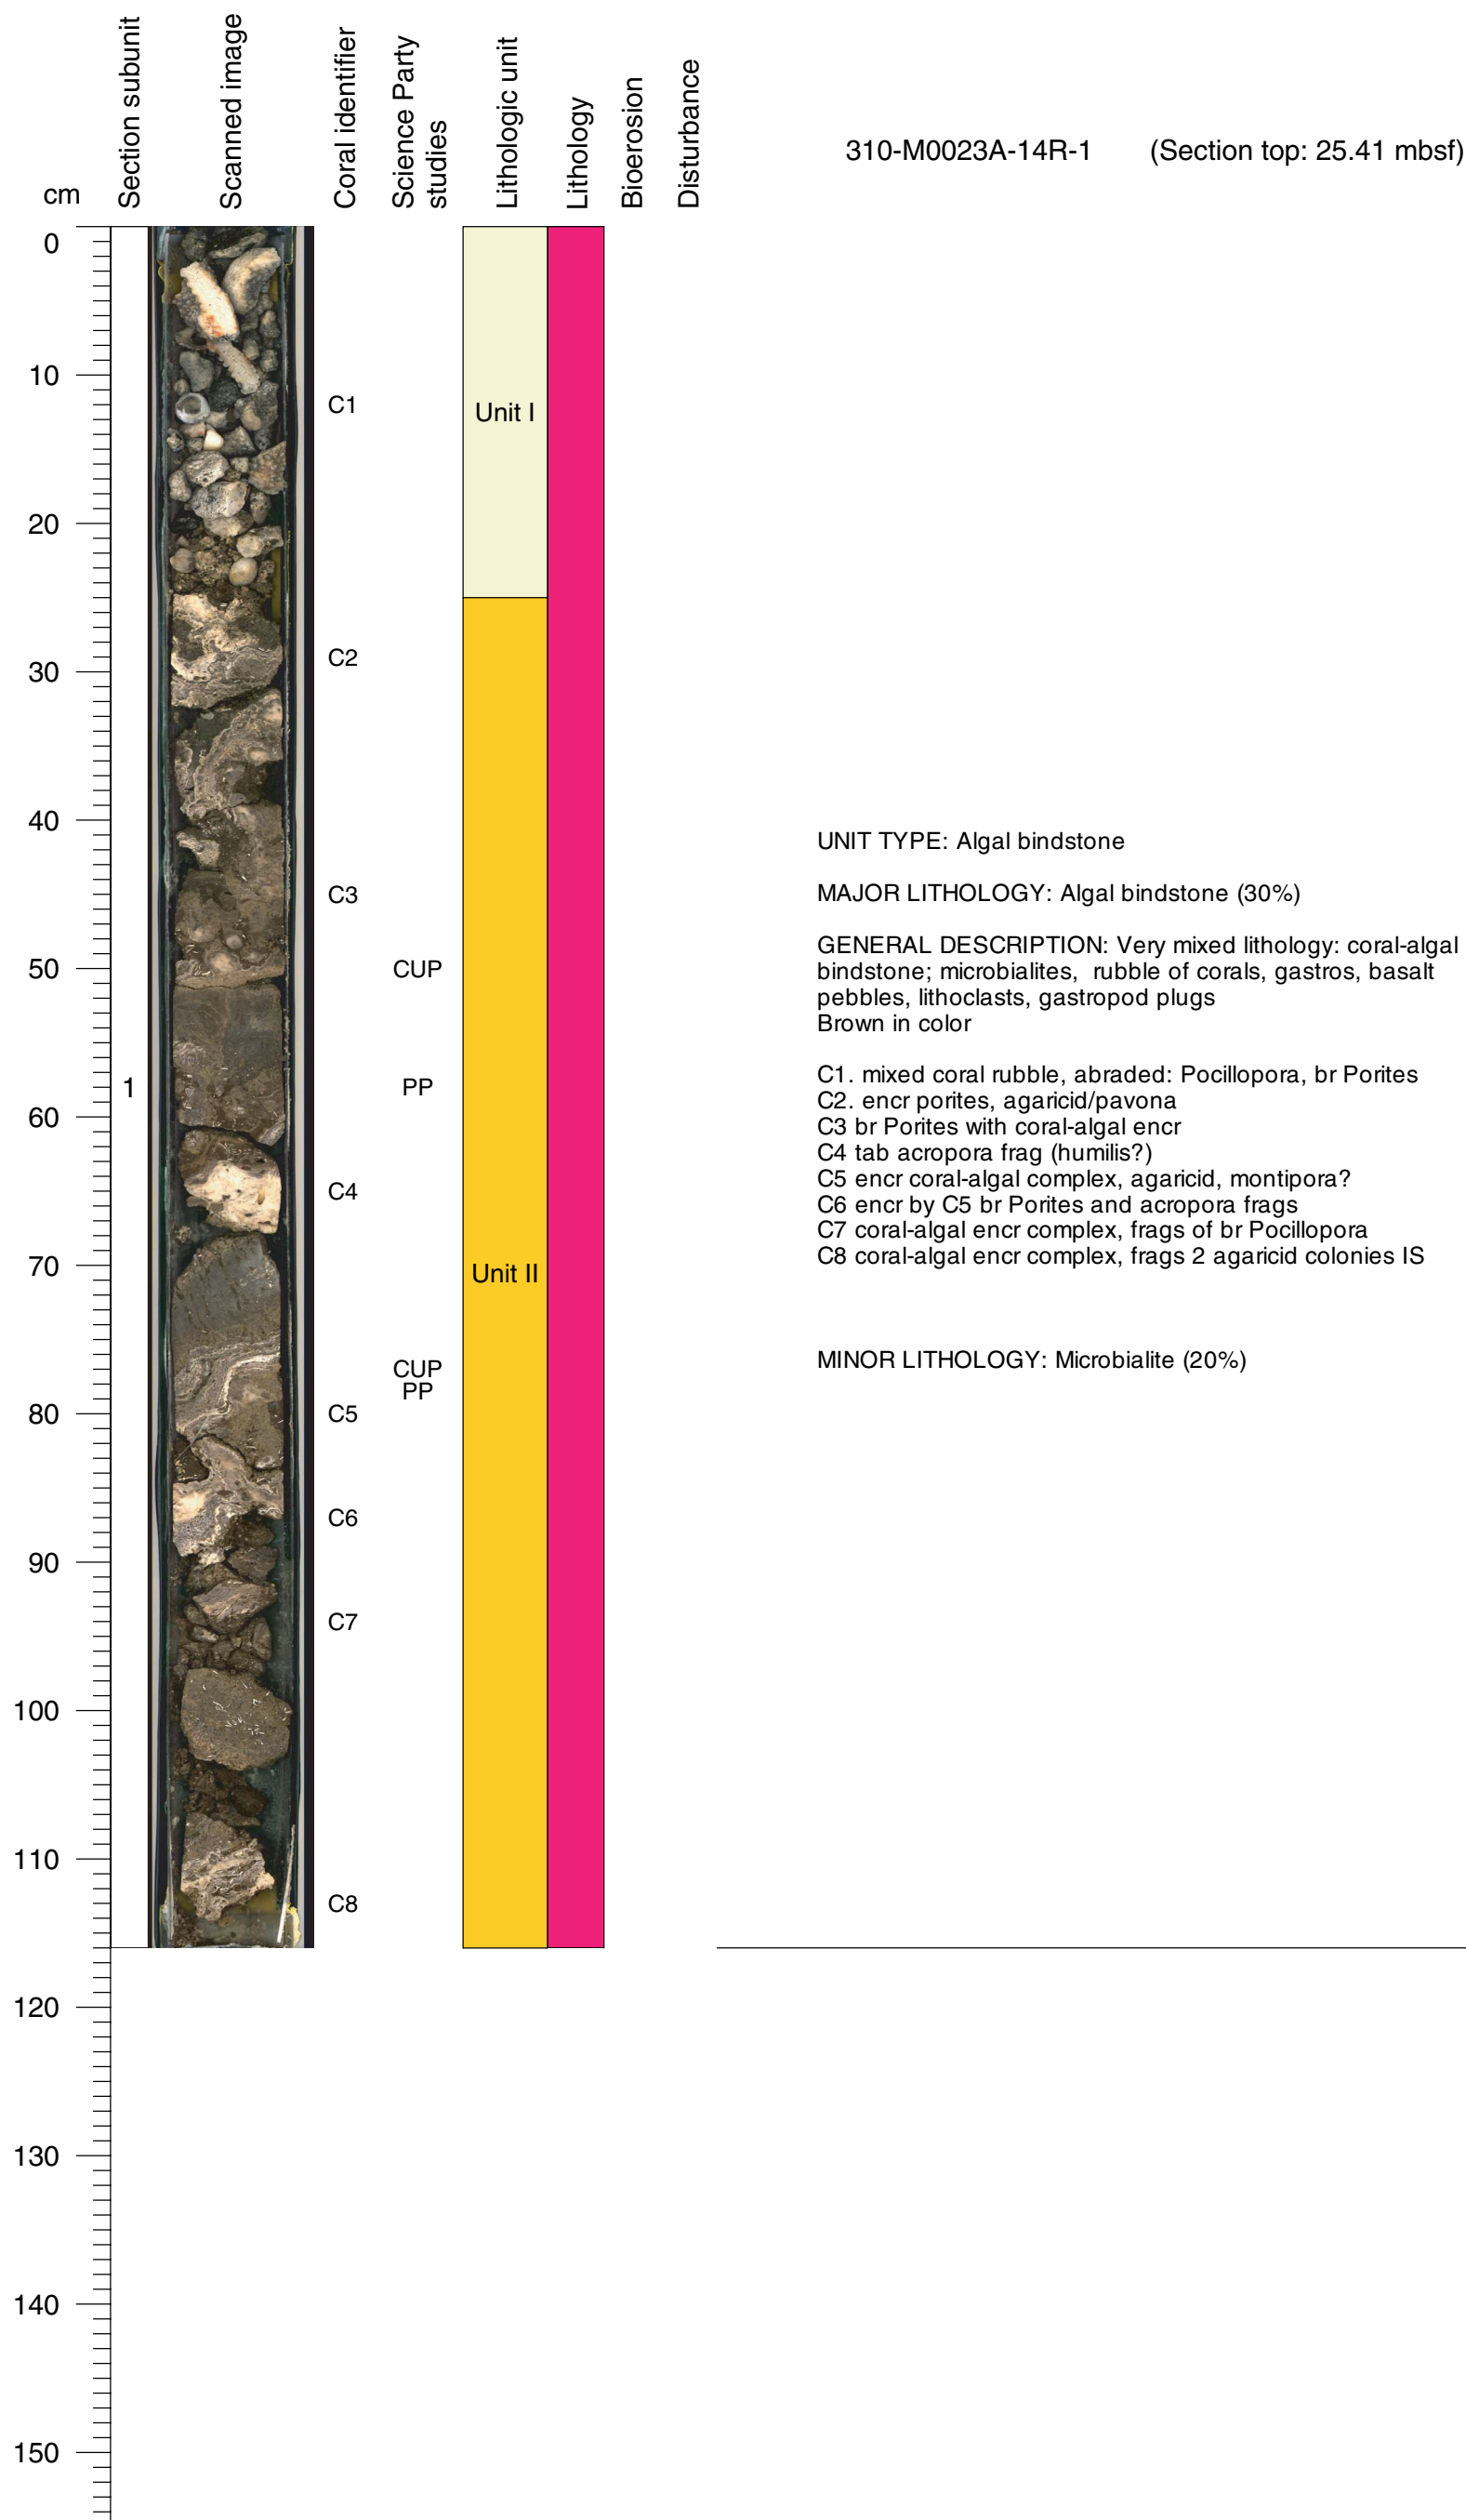 Section subunit
Scanned image
Coral identifier
Science Party
studies
Lithologic unit
Lithology
Bioerosion
Disturbance
310-M0023A-14R-1 (Section top: 25.41 mbsf)
cm
0
10
C1
Unit I
20
C2
30
40
UNIT TYPE: Algal bindstone
C3
MAJOR LITHOLOGY: Algal bindstone (30%)
GENERAL DESCRIPTION: Very mixed lithology: coral-algal
bindstone; microbialites, rubble of corals, gastros, basalt
pebbles, lithoclasts, gastropod plugs
Brown in color
50
CUP
1
PP
60
C1. mixed coral rubble, abraded: Pocillopora, br Porites
C2. encr porites, agaricid/pavona
C3 br Porites with coral-algal encr
C4 tab acropora frag (humilis?)
C5 encr coral-algal complex, agaricid, montipora?
C6 encr by C5 br Porites and acropora frags
C7 coral-algal encr complex, frags of br Pocillopora
C8 coral-algal encr complex, frags 2 agaricid colonies IS
C4
70
Unit II
MINOR LITHOLOGY: Microbialite (20%)
CUP
PP
80
C5
C6
90
C7
100
110
C8
120
130
140
150